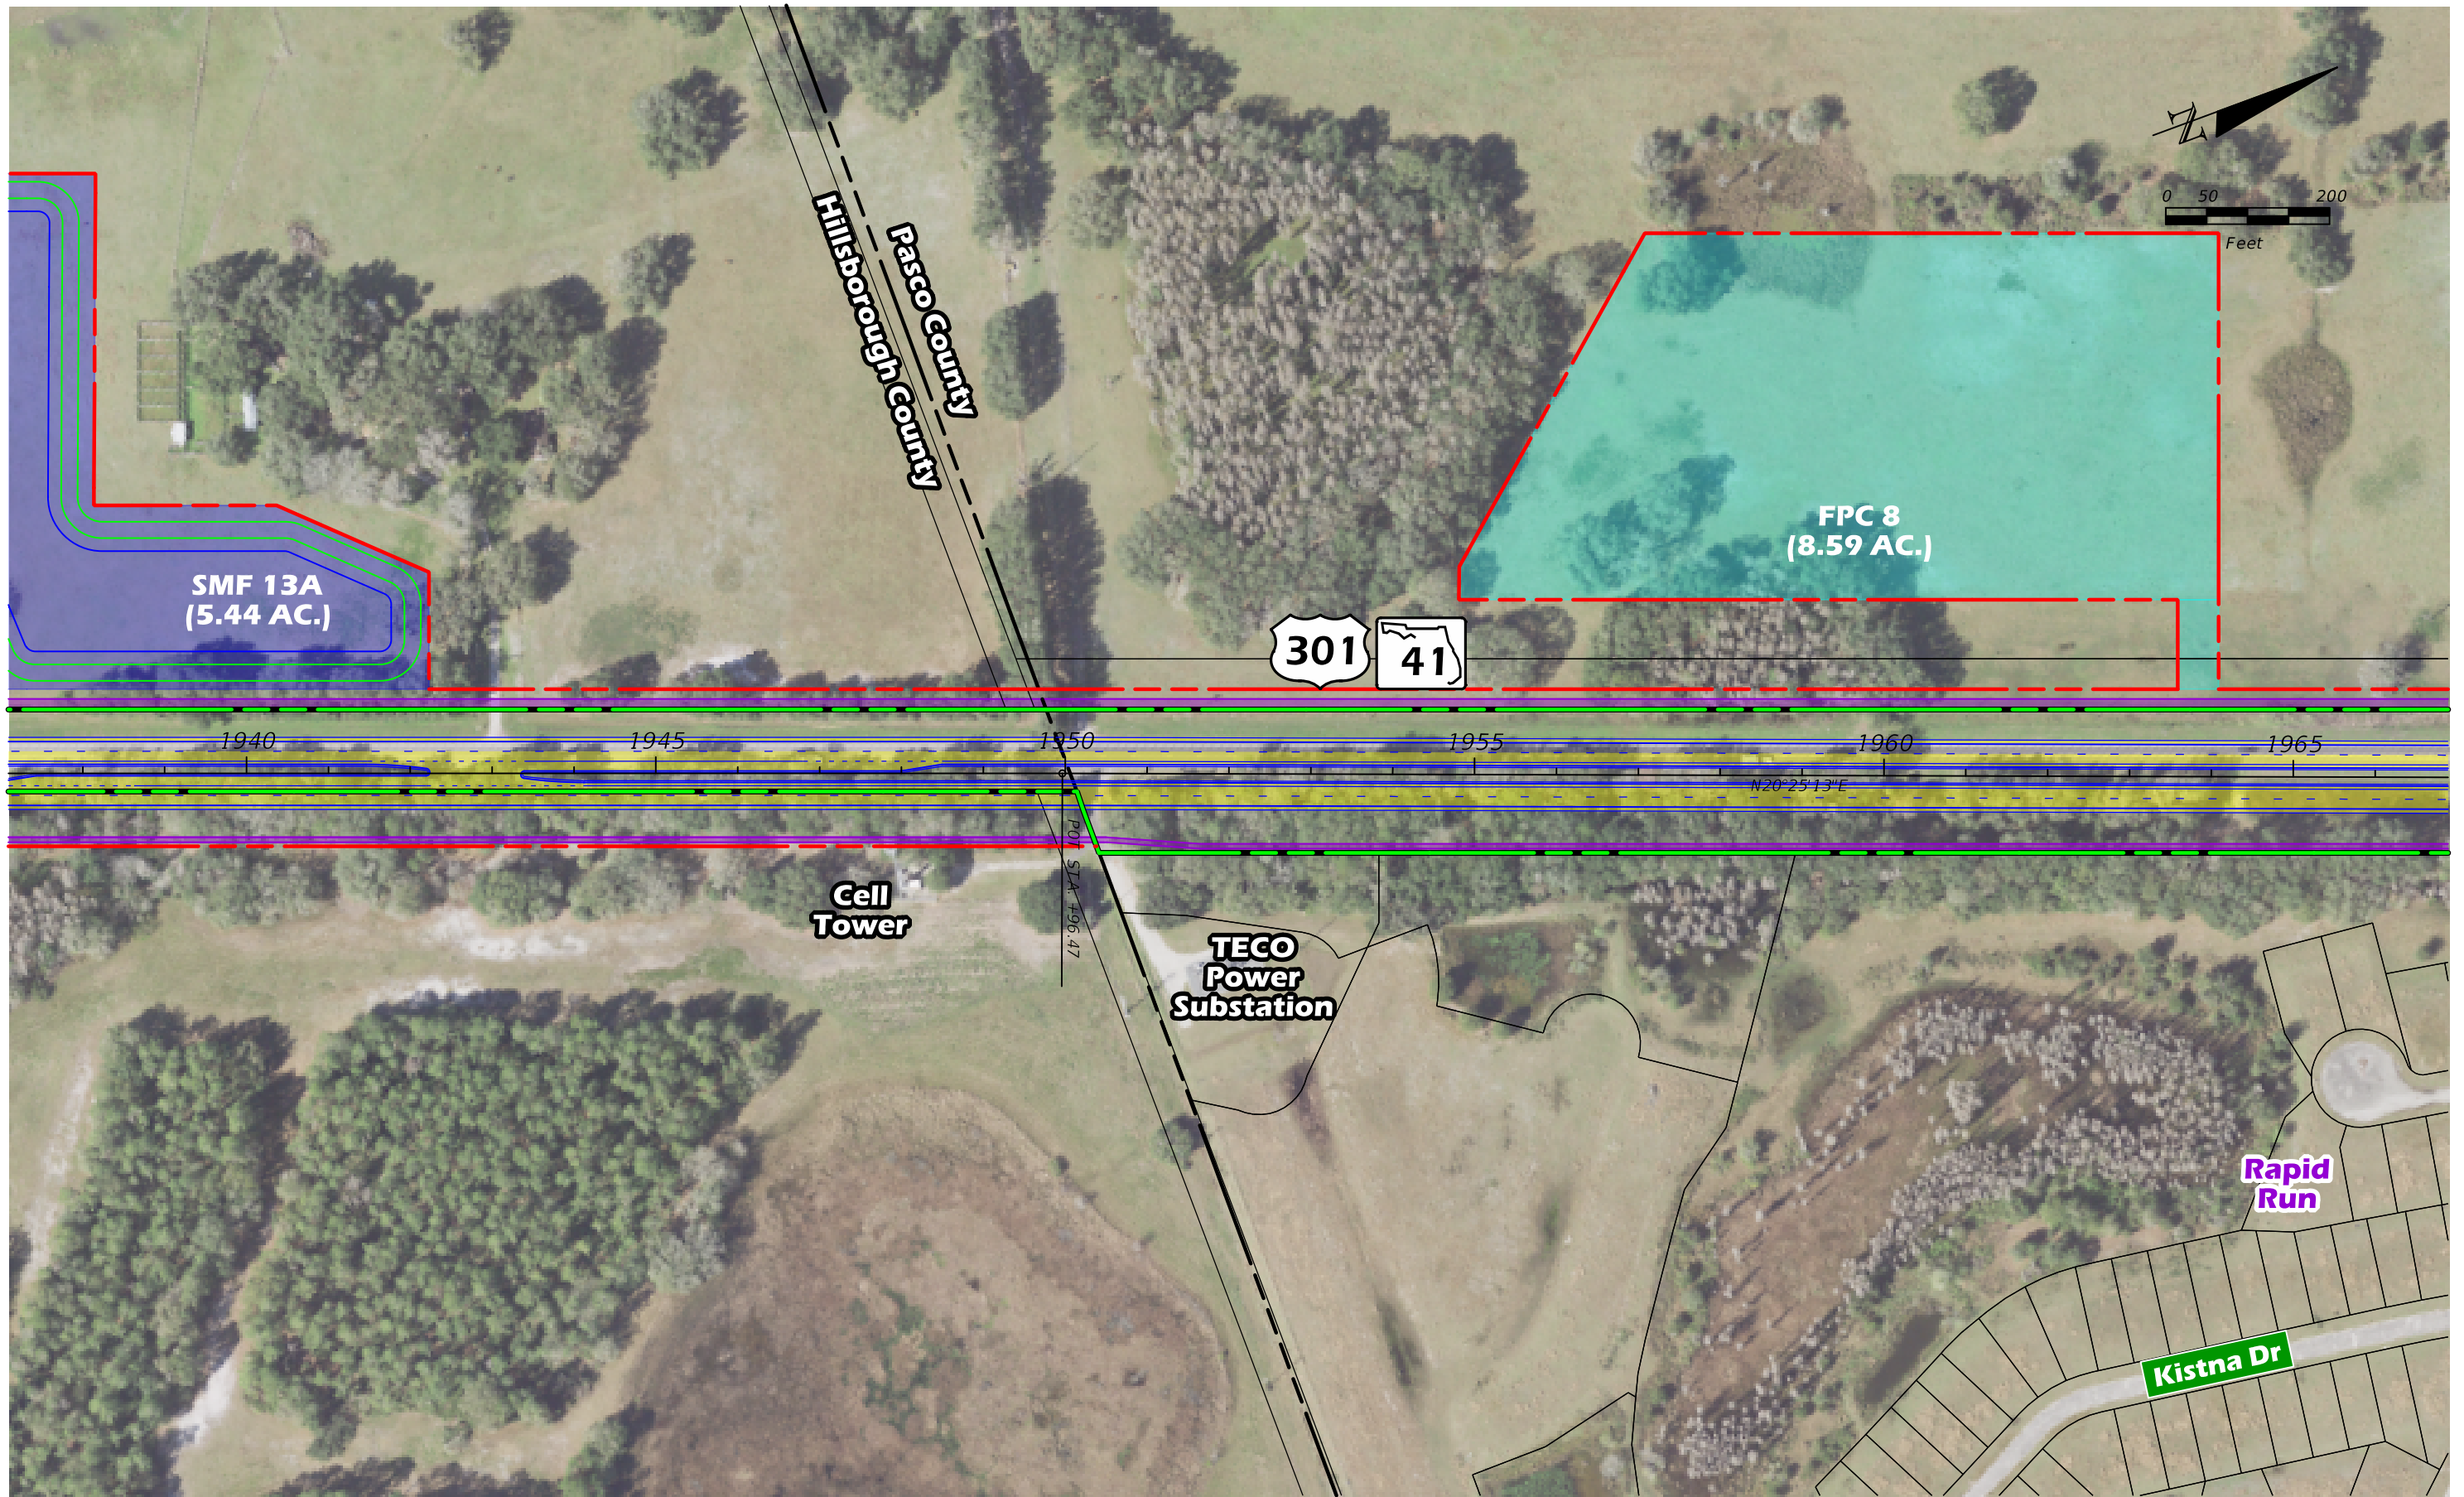 N
0 50 200
Feet
Hillsborough County
Pasco County
FPC 8
(8.59 AC.)
SMF 13A
(5.44 AC.)
301
41
1940
1945
1950
1955
1960
1965
N20°25'13"E
POT STA. +96.47
Cell
Tower
TECO
Power
Substation
Rapid
Run
Kistna Dr